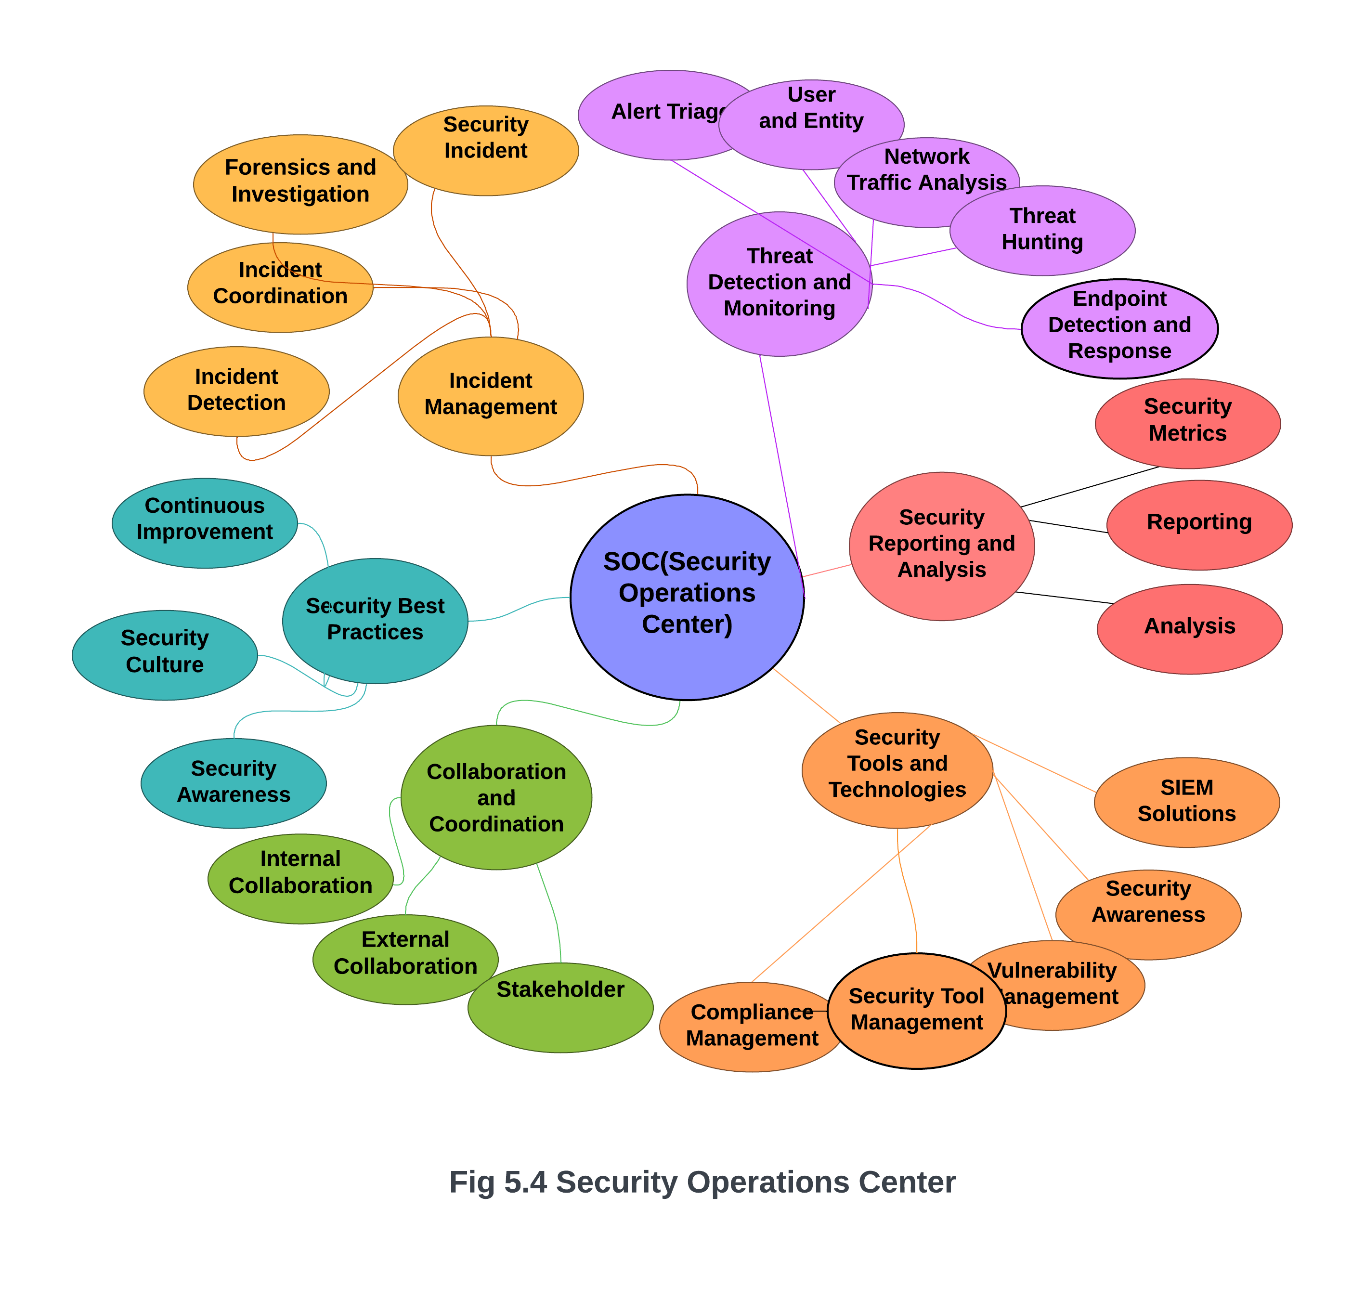 Alert Triage
User
and Entity
Network
Traffic Analysis
Threat
Hunting
Endpoint
Detection and
Response
Threat
Detection and
Monitoring
Security
Incident
Forensics and
Investigation
Incident
Coordination
Incident
Detection
Incident
Management
Security
Metrics
Reporting
Analysis
Security
Reporting and
Analysis
SOC(Security
Operations
Center)
Continuous
Improvement
Security Best
Practices
Security
Culture
Security
Awareness
Collaboration
and
Coordination
Internal
Collaboration
External
Collaboration
Stakeholder
Security
Tools and
Technologies
SIEM
Solutions
Security
Awareness
Vulnerability
Management
Security Tool
Management
Compliance
Management
Fig 5.4 Security Operations Center